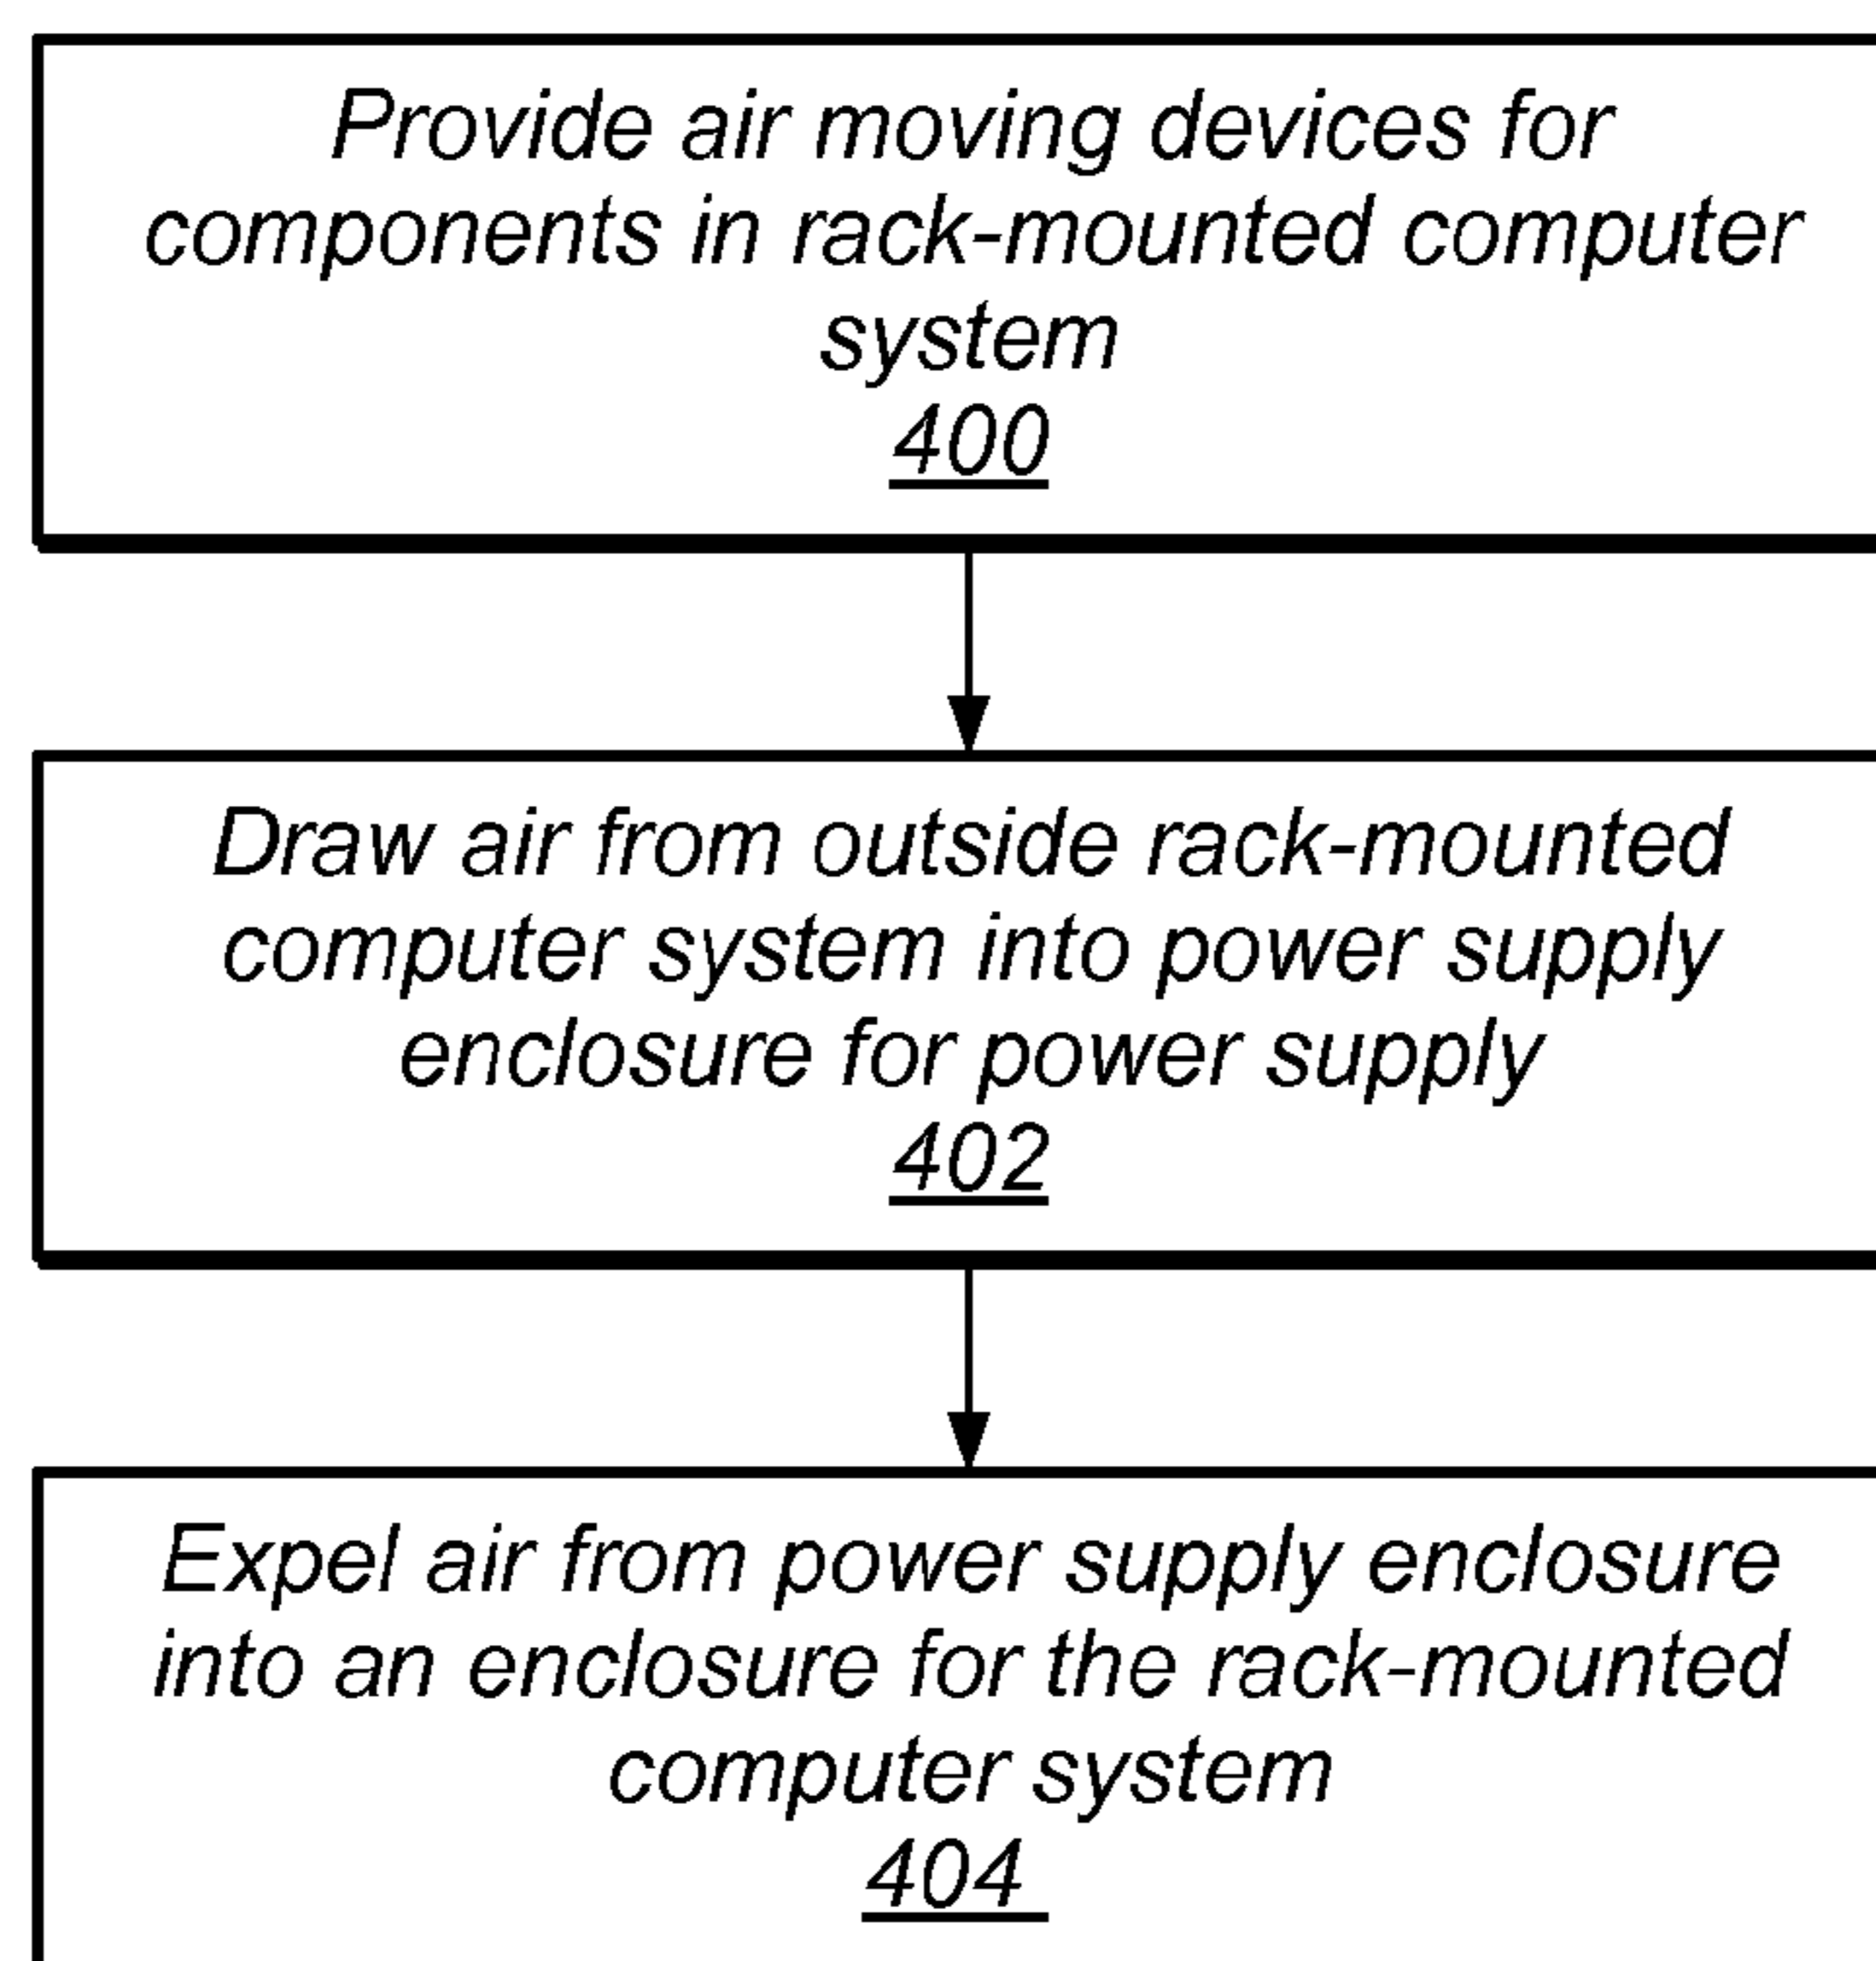 Provide air moving devices for
components in rack-mounted computer
system
400
Draw air from outside rack-mounted
computer system into power supply
enclosure for power supply
402
Expel air from power supply enclosure
into an enclosure for the rack-mounted
computer system
404